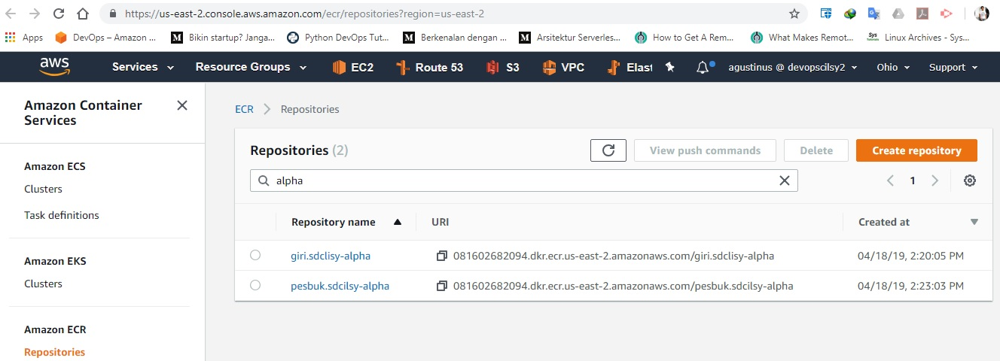 https://us-east-2.console.aws.amazon.com/ecr/repositories?region=us-east-2
Apps DevOps – Amazon ... Bikin startup? Janga... Python DevOps Tut... Berkenalan dengan ... Arsitektur Serverles... How to Get A Rem... What Makes Remot... Linux Archives - Sys...
aws Services Resource Groups EC2 Route 53 S3 VPC Elast agustinus @ devopscilsy2 Ohio Support
Amazon Container
Services
Amazon ECS
Clusters
Task definitions
Amazon EKS
Clusters
Amazon ECR
Repositories
ECR Repositories
Repositories (2) View push commands Delete Create repository
alpha 1
Repository name URI Created at
giri.sdclisy-alpha 081602682094.dkr.ecr.us-east-2.amazonaws.com/giri.sdclisy-alpha 04/18/19, 2:20:05 PM
pesbuk.sdcilsy-alpha 081602682094.dkr.ecr.us-east-2.amazonaws.com/pesbuk.sdcilsy-alpha 04/18/19, 2:23:03 PM